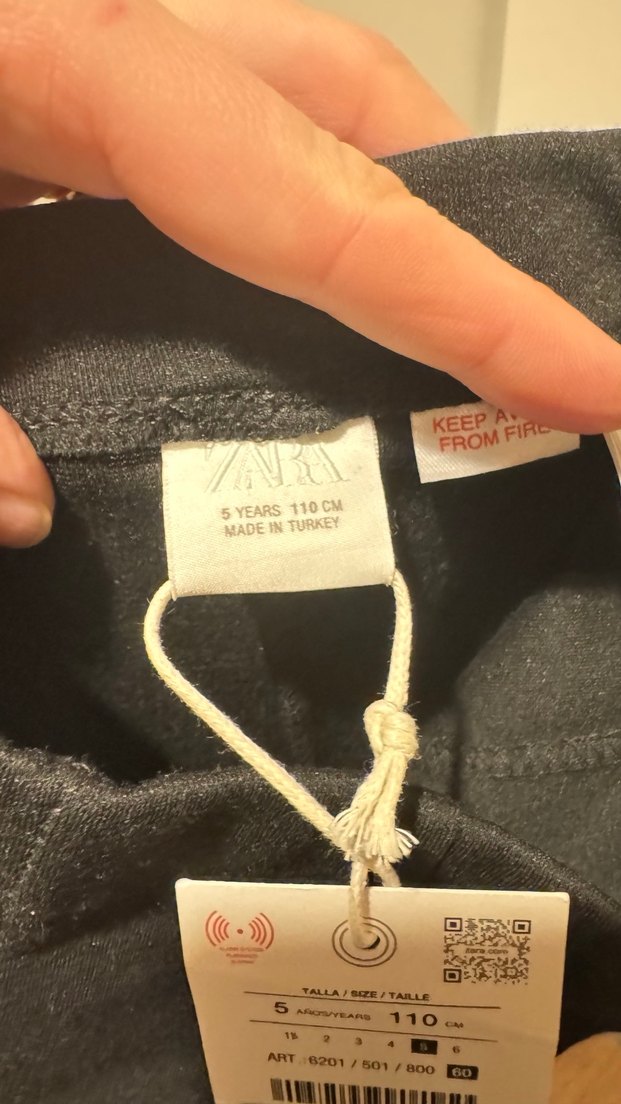 ZARA
5 YEARS 110 CM
MADE IN TURKEY
KEEP AW
FROM FIRE
TALLA / SIZE / TAILLE
5 AÑOS/YEARS 110 CM
1½ 2 3 4 5 6
ART. 6201 / 501 / 800 60